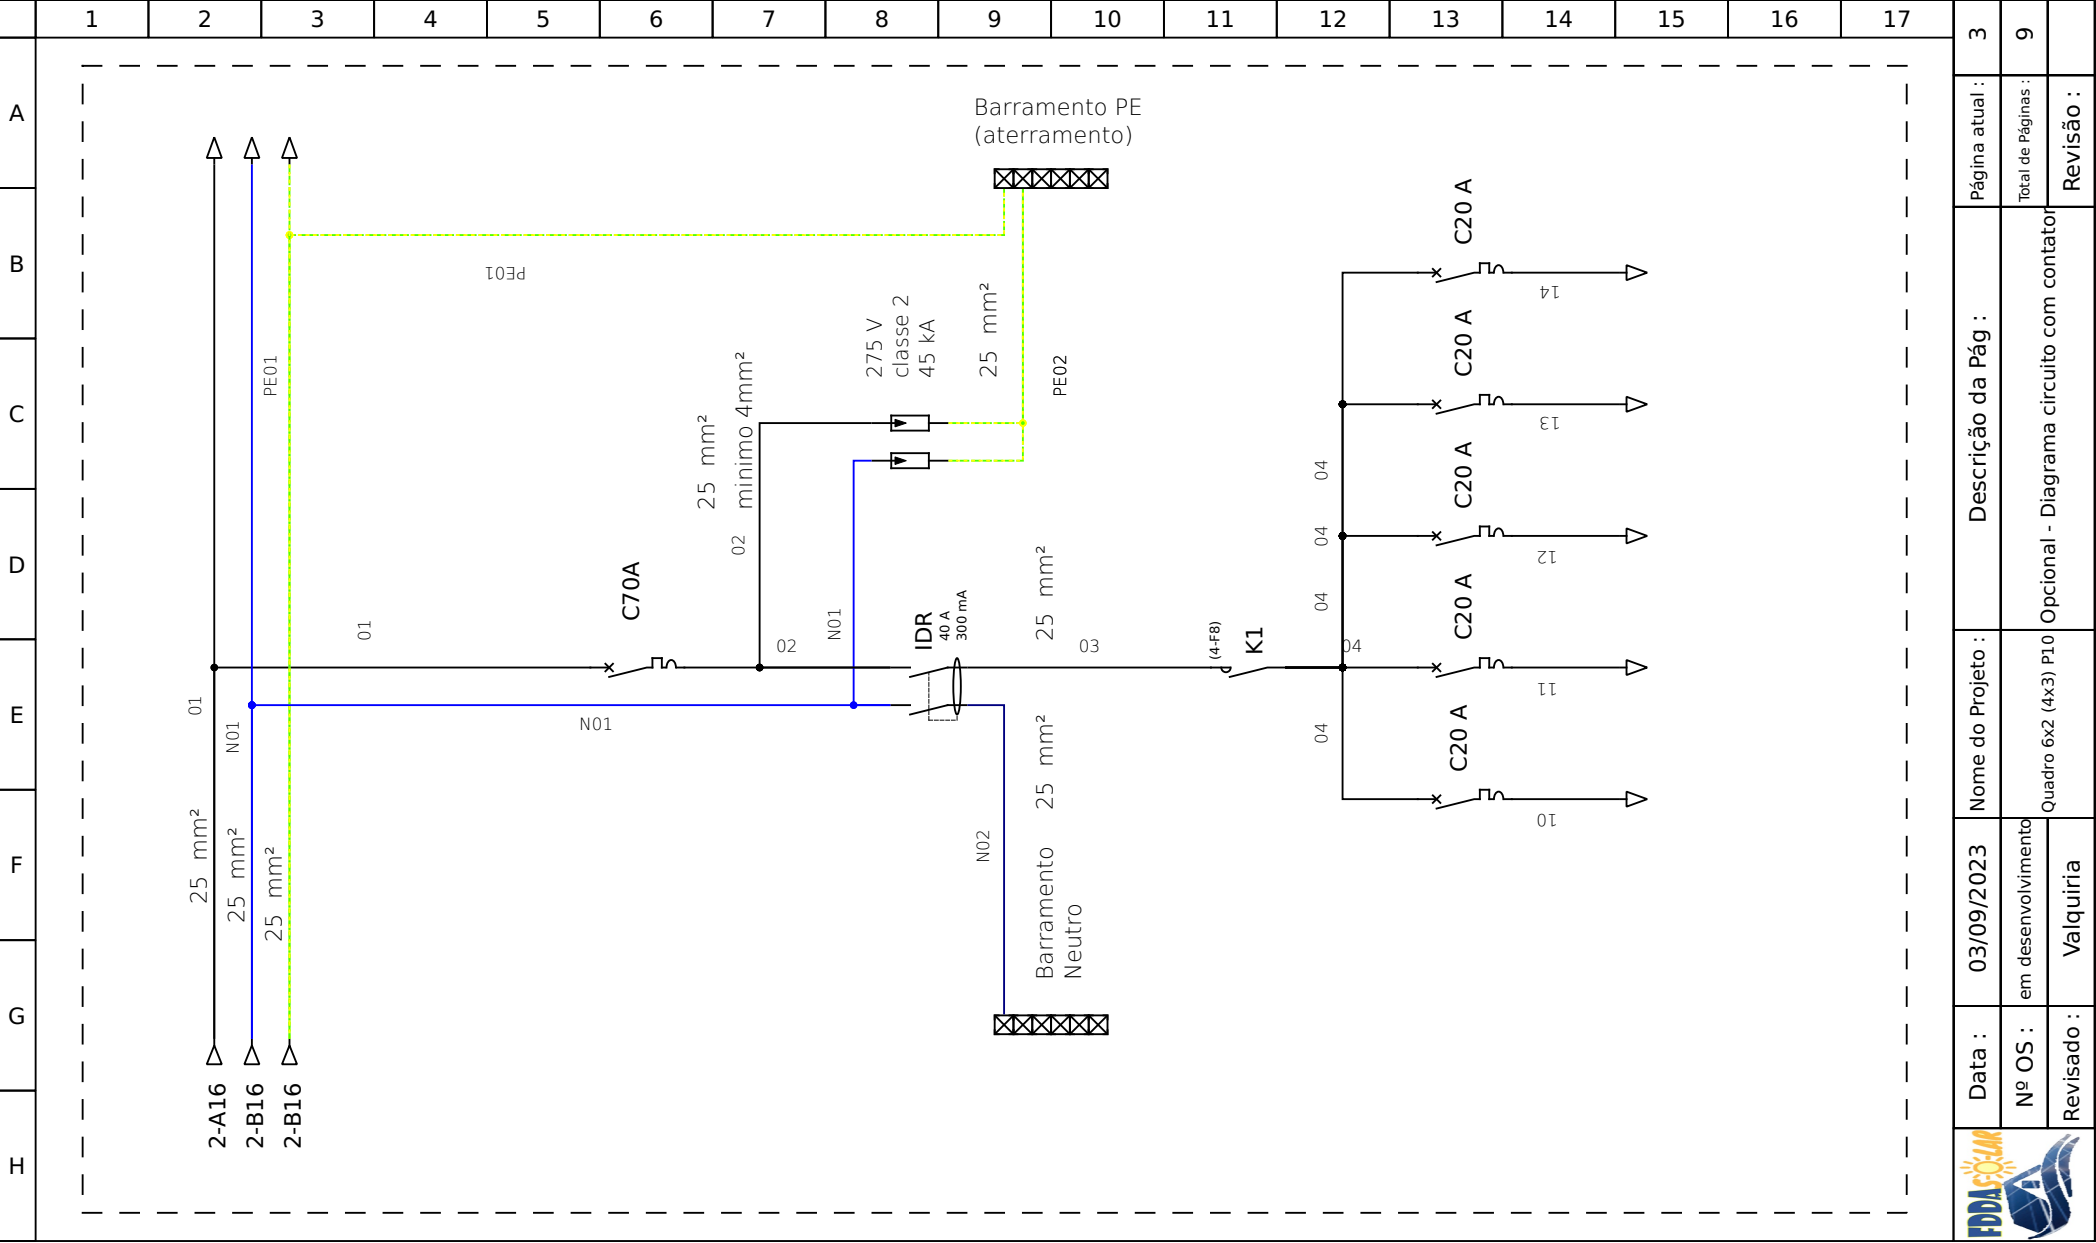 1 2 3 4 5 6 7 8 9 10 11 12 13 14 15 16 17
A
B
C
D
E
F
G
H
Barramento PE
(aterramento)
PE01
PE01
275 V
classe 2
45 kA
25 mm²
PE02
25 mm²
minimo 4mm²
02
01
C70A
02
N01
IDR
40 A
300 mA
25 mm²
03
(4-F8)
K1
04
04
04
04
04
C20 A
14
C20 A
13
C20 A
12
C20 A
11
C20 A
10
01
N01
N01
25 mm²
25 mm²
25 mm²
25 mm²
N02
Barramento
Neutro
2-A16
2-B16
2-B16
Página atual :
3
Total de Páginas :
9
Revisão :
Descrição da Pág :
Opcional - Diagrama circuito com contator
Nome do Projeto :
Quadro 6x2 (4x3) P10
Data :
03/09/2023
Nº OS :
em desenvolvimento
Revisado :
Valquiria
FDDA SOLAR